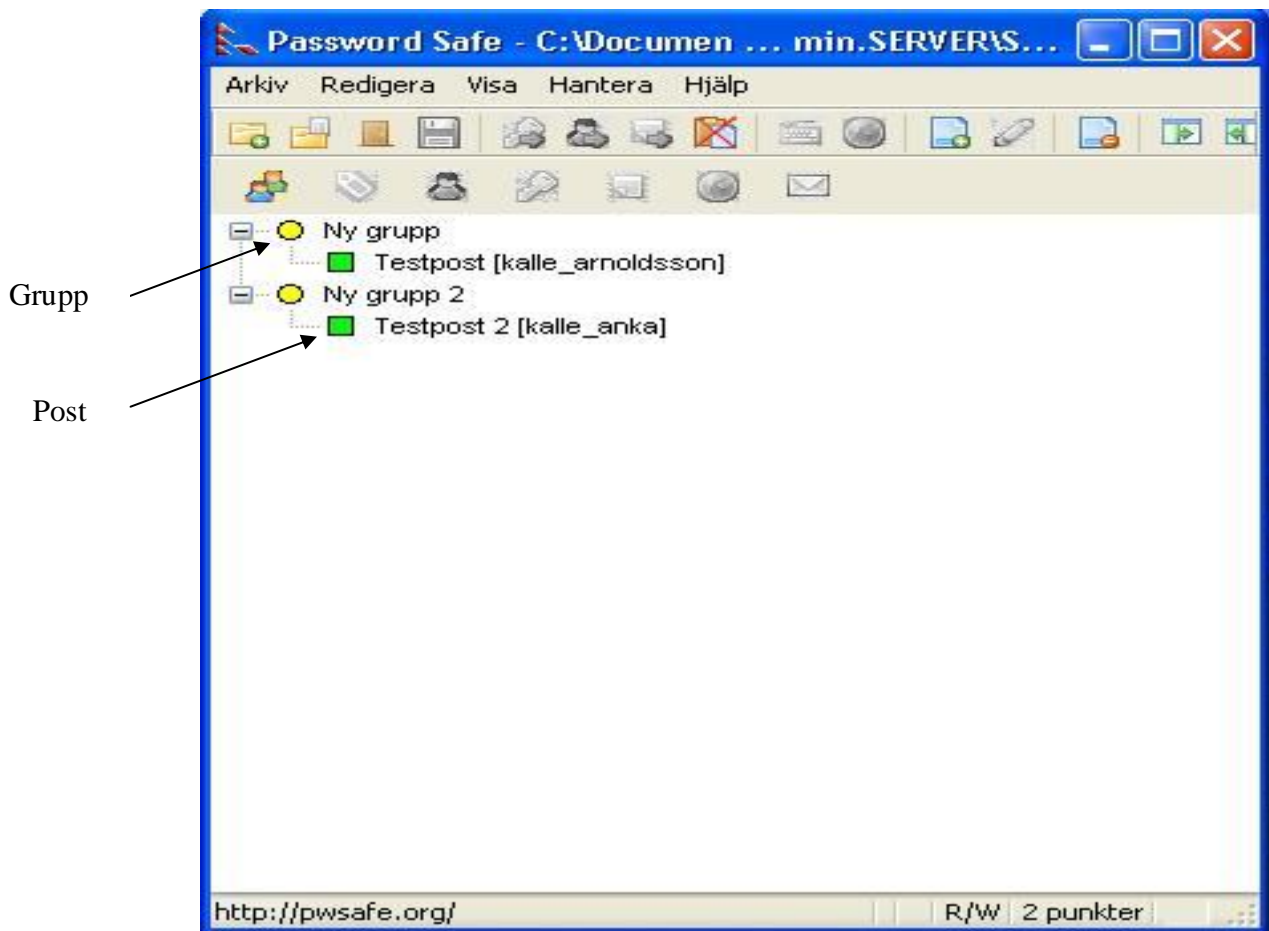 Password Safe - C:\Documen ... min.SERVER\S...
Arkiv Redigera Visa Hantera Hjälp
Ny grupp
Testpost [kalle_arnoldsson]
Grupp
Ny grupp 2
Testpost 2 [kalle_anka]
Post
http://pwsafe.org/ R/W 2 punkter